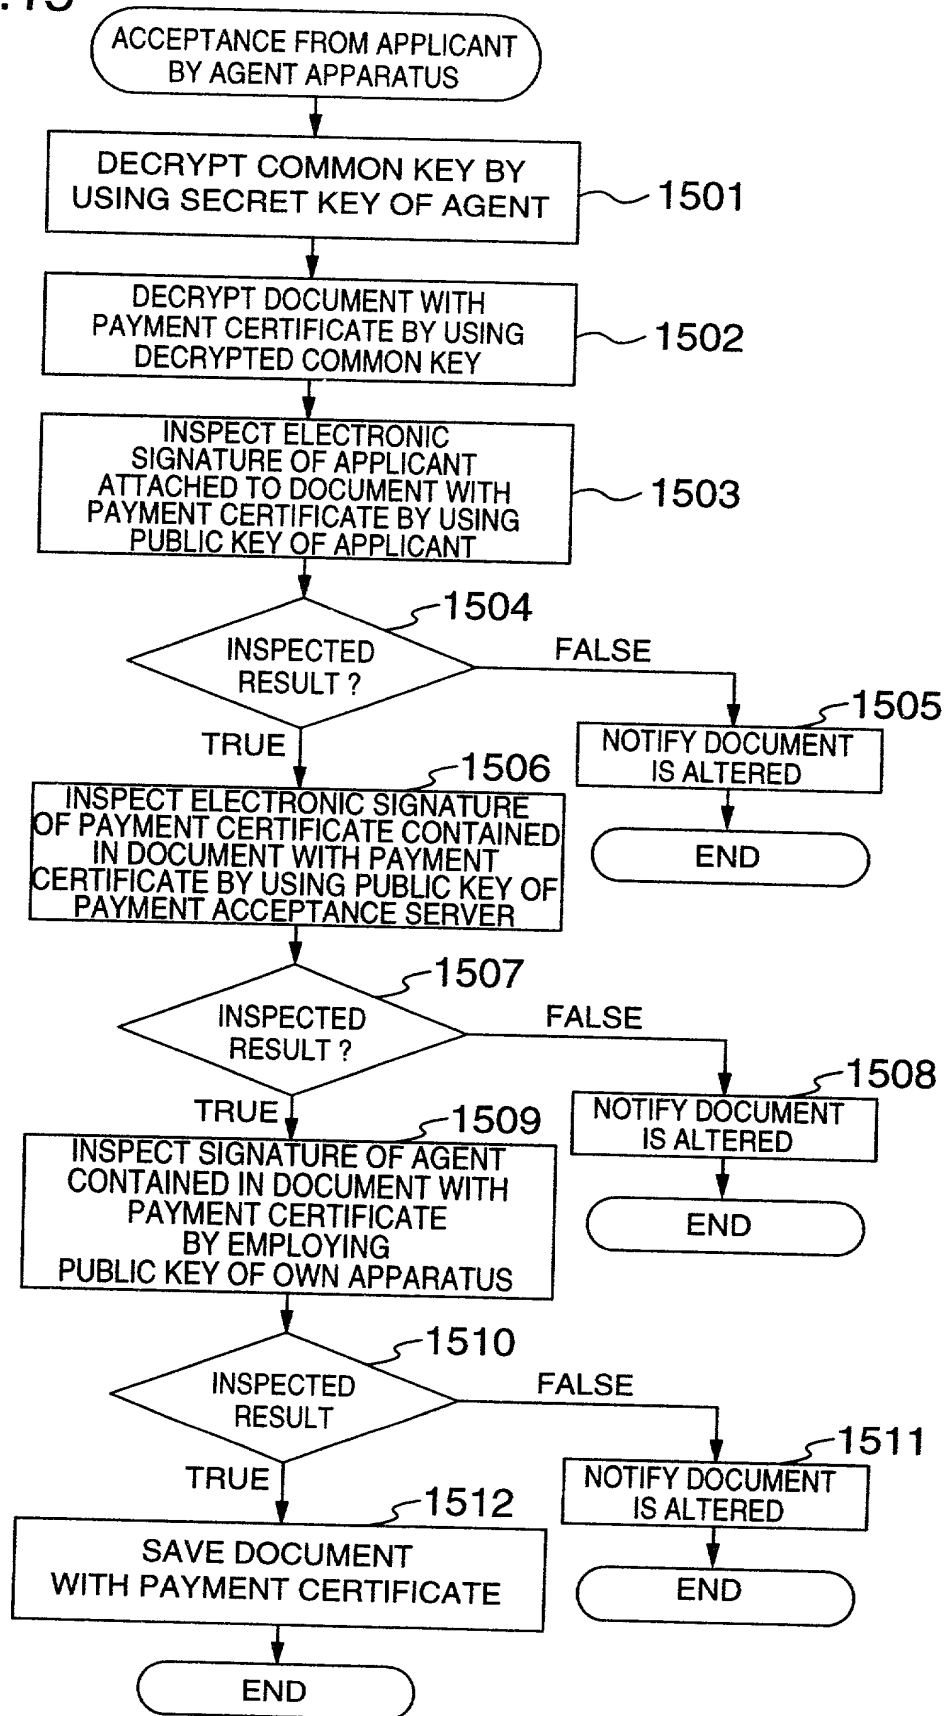 ACCEPTANCE FROM APPLICANT
BY AGENT APPARATUS
DECRYPT COMMON KEY BY
USING SECRET KEY OF AGENT
1501
DECRYPT DOCUMENT WITH
PAYMENT CERTIFICATE BY USING
DECRYPTED COMMON KEY
1502
INSPECT ELECTRONIC
SIGNATURE OF APPLICANT
ATTACHED TO DOCUMENT WITH
PAYMENT CERTIFICATE BY USING
PUBLIC KEY OF APPLICANT
1503
1504
INSPECTED
RESULT ?
FALSE
TRUE
1505
NOTIFY DOCUMENT
IS ALTERED
END
1506
INSPECT ELECTRONIC SIGNATURE
OF PAYMENT CERTIFICATE CONTAINED
IN DOCUMENT WITH PAYMENT
CERTIFICATE BY USING PUBLIC KEY OF
PAYMENT ACCEPTANCE SERVER
1507
INSPECTED
RESULT ?
FALSE
TRUE
1508
NOTIFY DOCUMENT
IS ALTERED
END
1509
INSPECT SIGNATURE OF AGENT
CONTAINED IN DOCUMENT WITH
PAYMENT CERTIFICATE
BY EMPLOYING
PUBLIC KEY OF OWN APPARATUS
1510
INSPECTED
RESULT
FALSE
TRUE
1511
NOTIFY DOCUMENT
IS ALTERED
END
1512
SAVE DOCUMENT
WITH PAYMENT CERTIFICATE
END